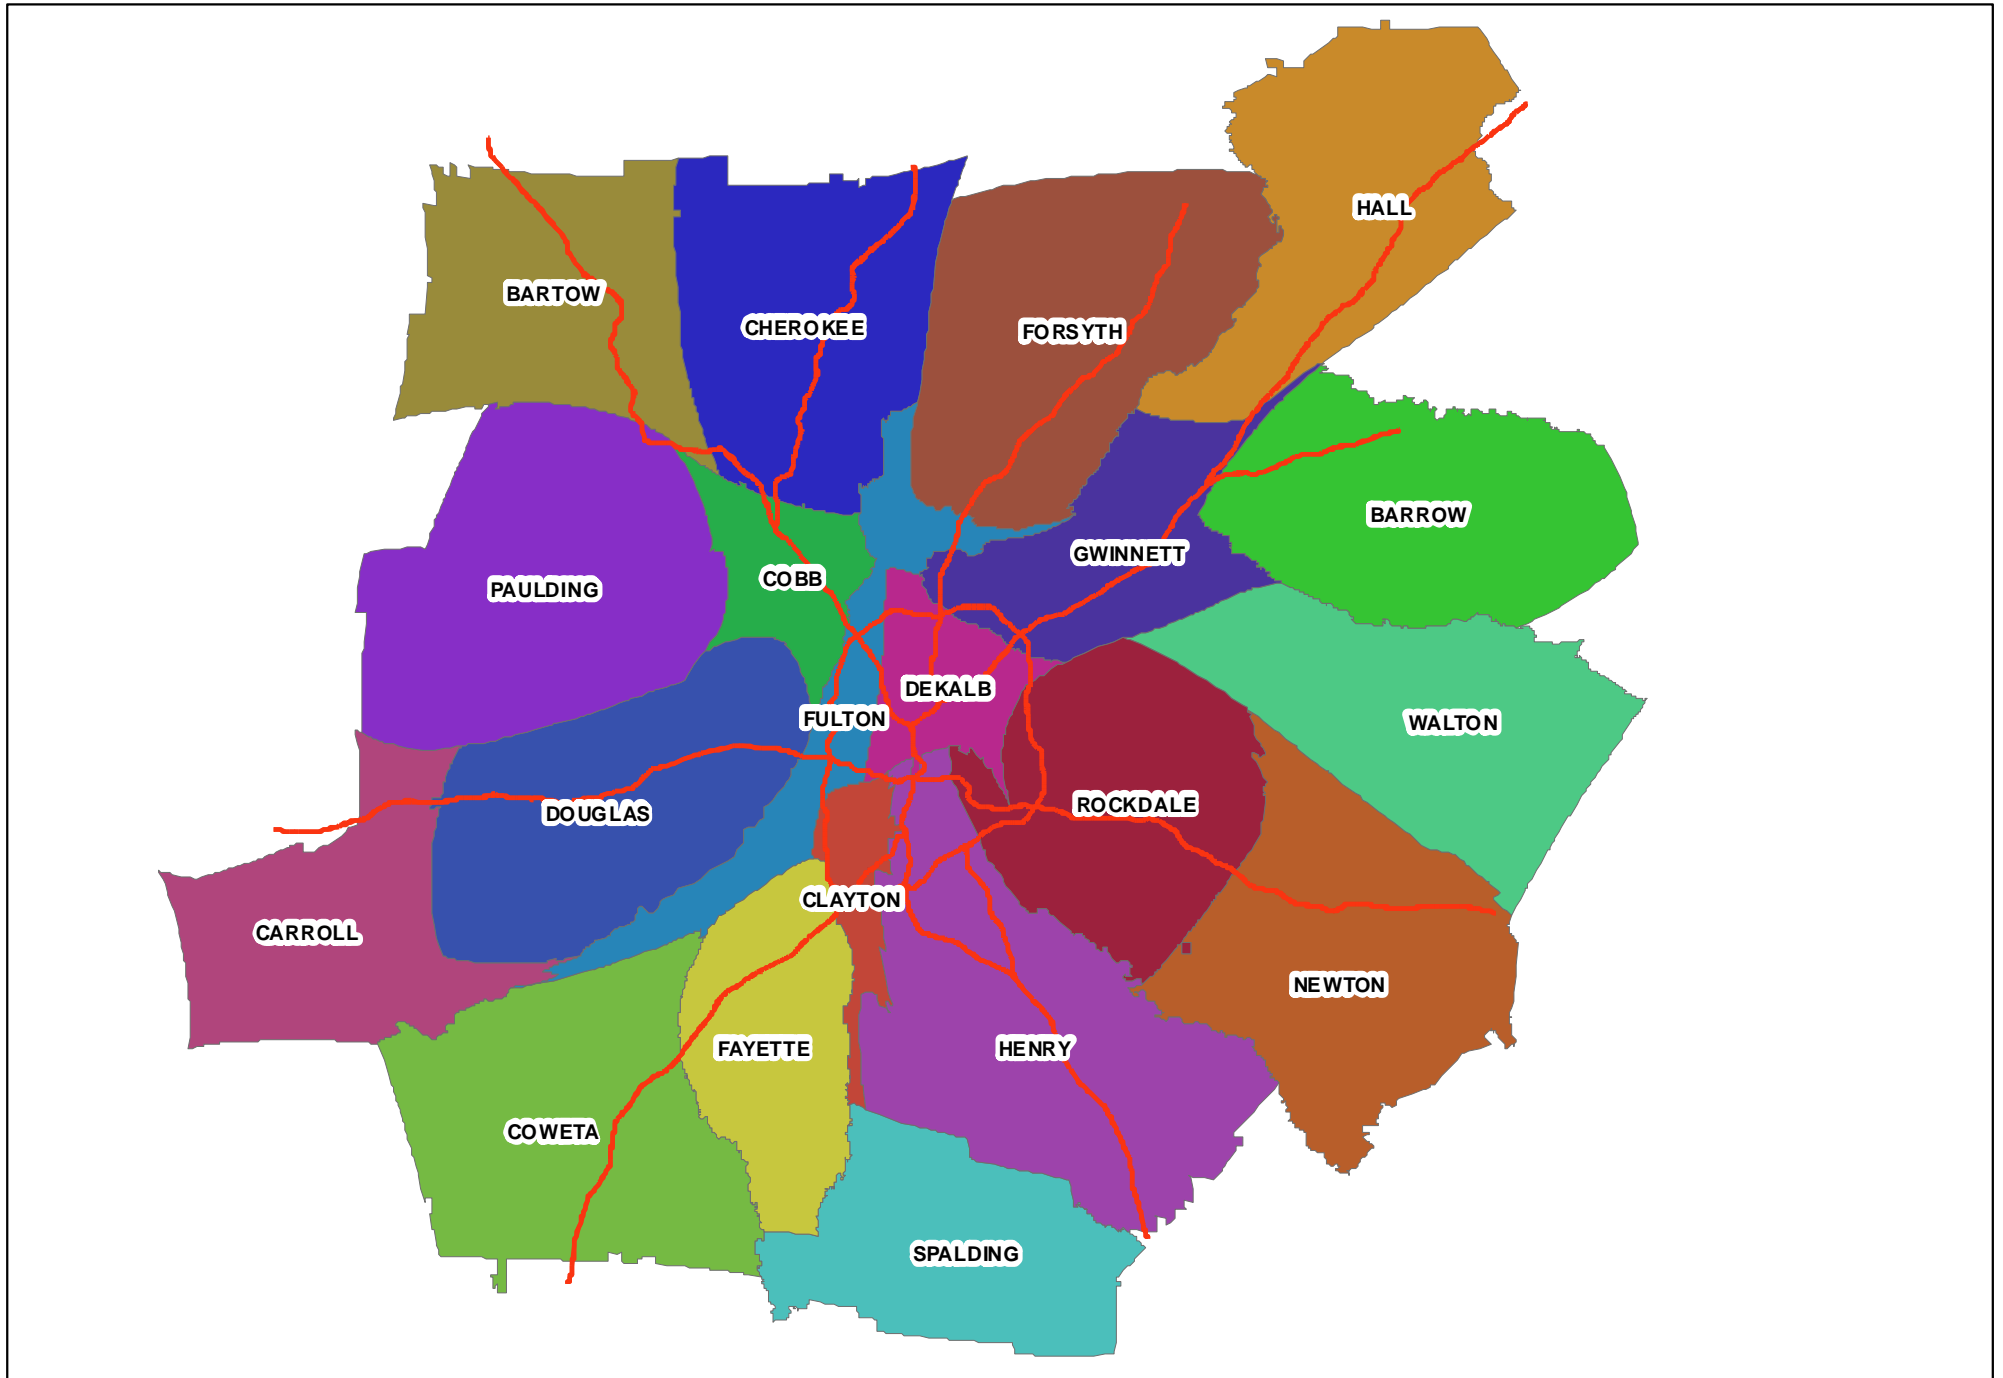 HALL
BARTOW
CHEROKEE
FORSYTH
BARROW
GWINNETT
COBB
PAULDING
DEKALB
FULTON
WALTON
ROCKDALE
DOUGLAS
CLAYTON
CARROLL
NEWTON
FAYETTE
HENRY
COWETA
SPALDING